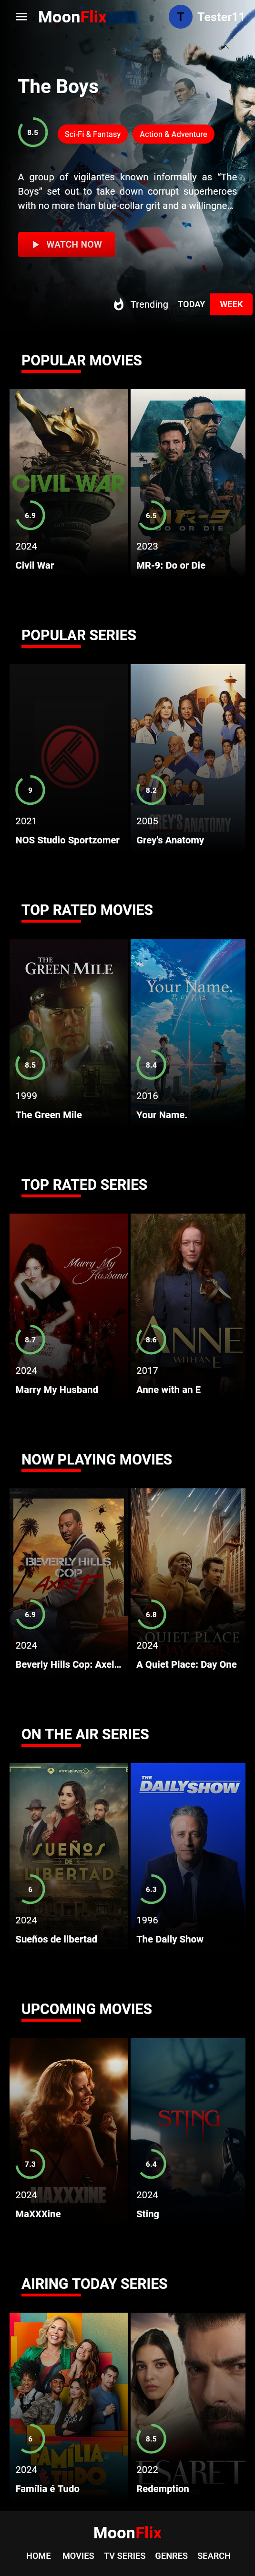 MoonFlix
T Tester11
The Boys
8.5 Sci-Fi & Fantasy Action & Adventure
A group of vigilantes known informally as “The
Boys” set out to take down corrupt superheroes
with no more than blue-collar grit and a willingne...
WATCH NOW
Trending TODAY WEEK
POPULAR MOVIES
CIVIL WAR
6.9
2024
Civil War
MR-9
DO OR DIE
6.5
2023
MR-9: Do or Die
POPULAR SERIES
9
2021
NOS Studio Sportzomer
GREY'S ANATOMY
8.2
2005
Grey's Anatomy
TOP RATED MOVIES
THE
GREEN MILE
8.5
1999
The Green Mile
Your Name.
君の名は。
8.4
2016
Your Name.
TOP RATED SERIES
Marry My
Husband
8.7
2024
Marry My Husband
ANNE
WITH AN E
8.6
2017
Anne with an E
NOW PLAYING MOVIES
BEVERLY HILLS
COP
AXEL F
6.9
2024
Beverly Hills Cop: Axel...
A QUIET PLACE
DAY ONE
6.8
2024
A Quiet Place: Day One
ON THE AIR SERIES
atresplayer
SUEÑOS
DE
LIBERTAD
6
2024
Sueños de libertad
THE
DAILY SHOW
6.3
1996
The Daily Show
UPCOMING MOVIES
MAXXXINE
7.3
2024
MaXXXine
STING
6.4
2024
Sting
AIRING TODAY SERIES
FAMÍLIA
É TUDO
6
2024
Família é Tudo
ESARET
8.5
2022
Redemption
MoonFlix
HOME MOVIES TV SERIES GENRES SEARCH